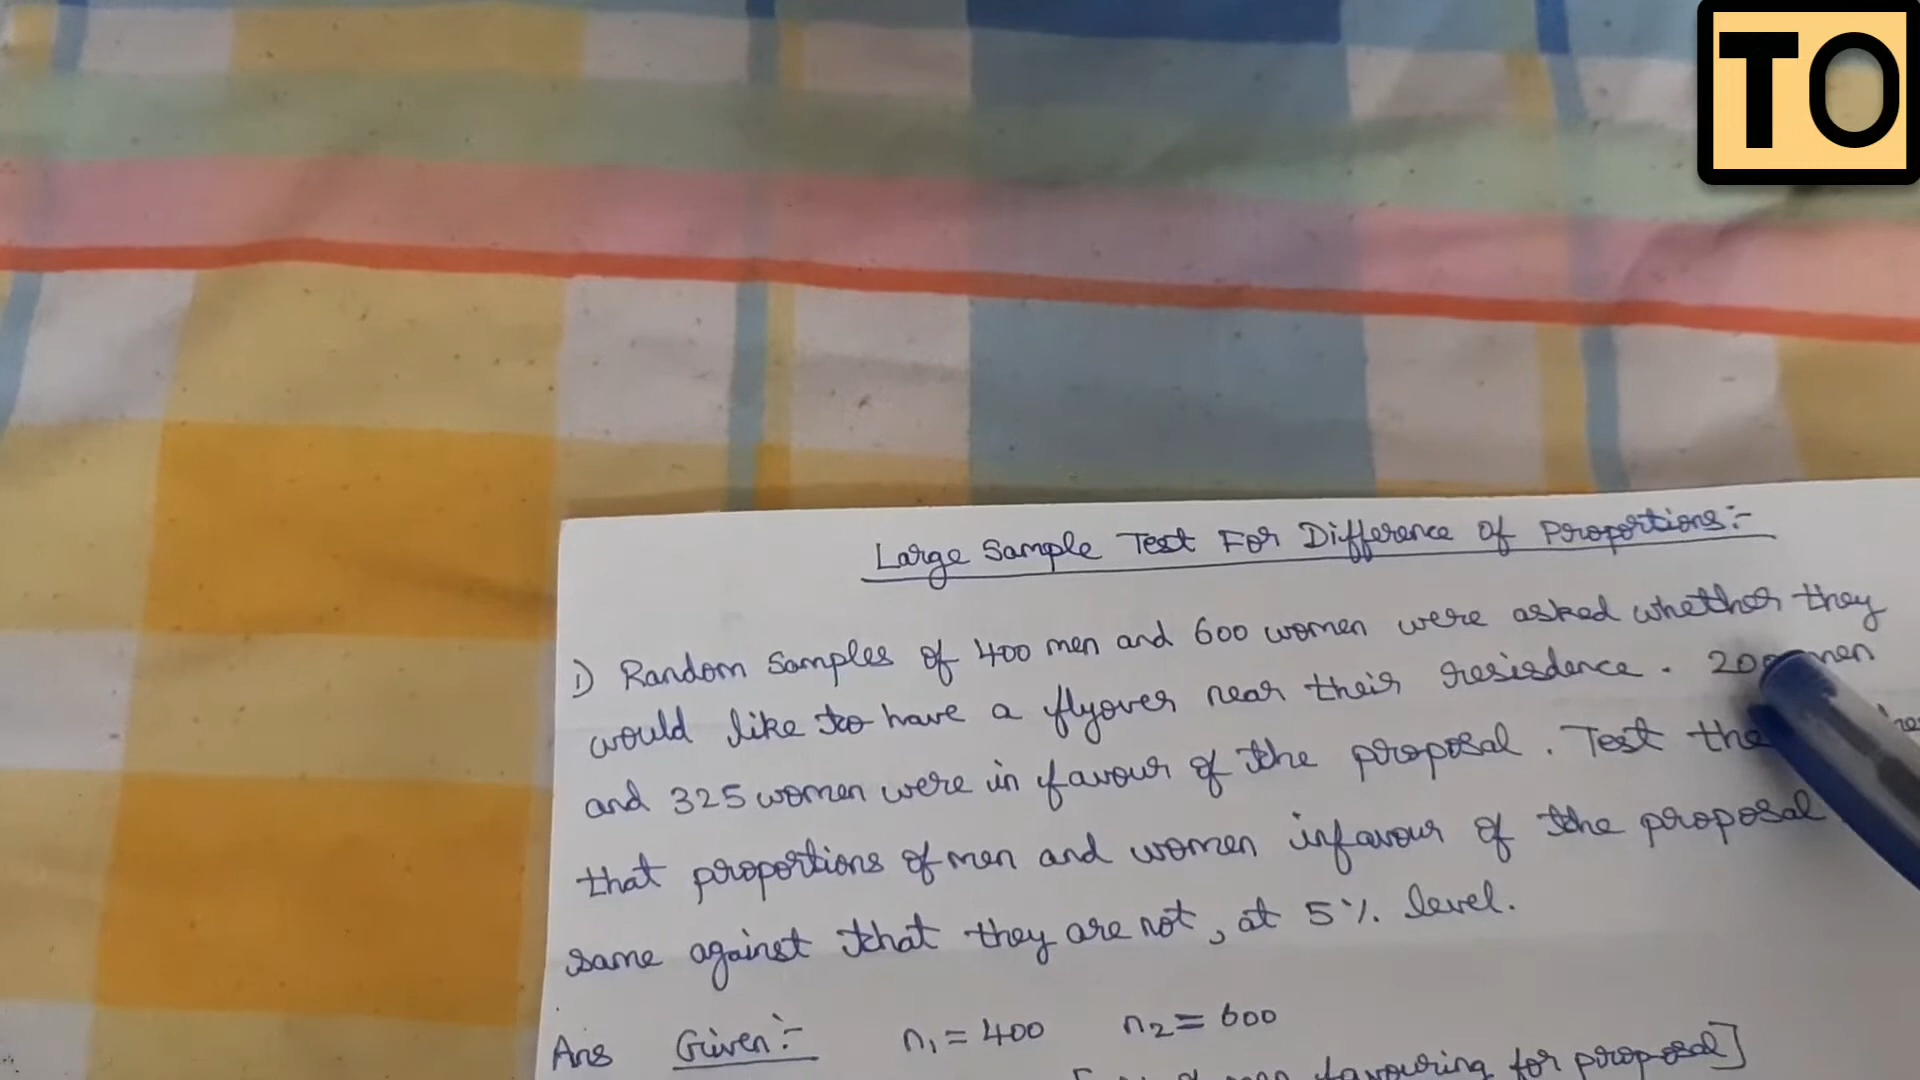 TO
Large Sample Test For Difference of Proportions:-
1) Random Samples of 400 men and 600 women were asked whether they
would like to have a flyover near their resisdence. 200 men
and 325 women were in favour of the proposal. Test the
that proportions of men and women infavour of the proposal
same against that they are not, at 5% level.
Ans Given:- n₁ = 400 n₂ = 600
favouring for proposal]